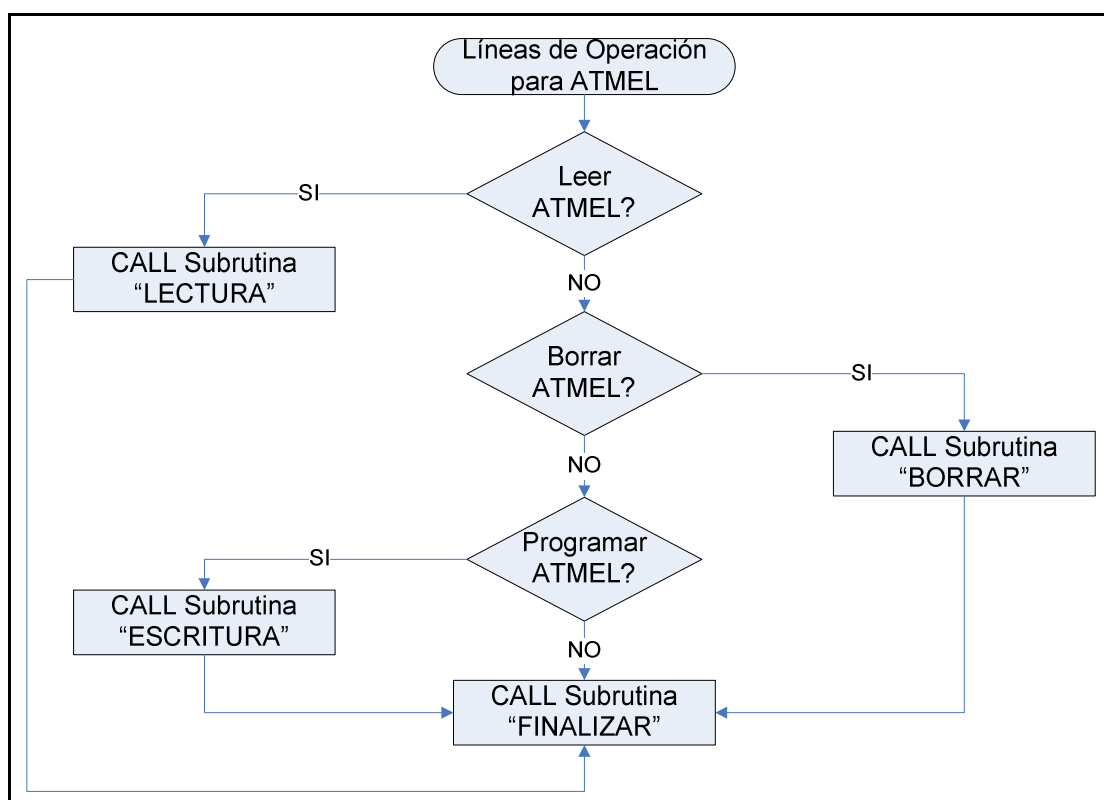 Líneas de Operación
para ATMEL
Leer
ATMEL?
SI
CALL Subrutina
“LECTURA”
NO
Borrar
ATMEL?
SI
CALL Subrutina
“BORRAR”
NO
Programar
ATMEL?
SI
CALL Subrutina
“ESCRITURA”
NO
CALL Subrutina
“FINALIZAR”